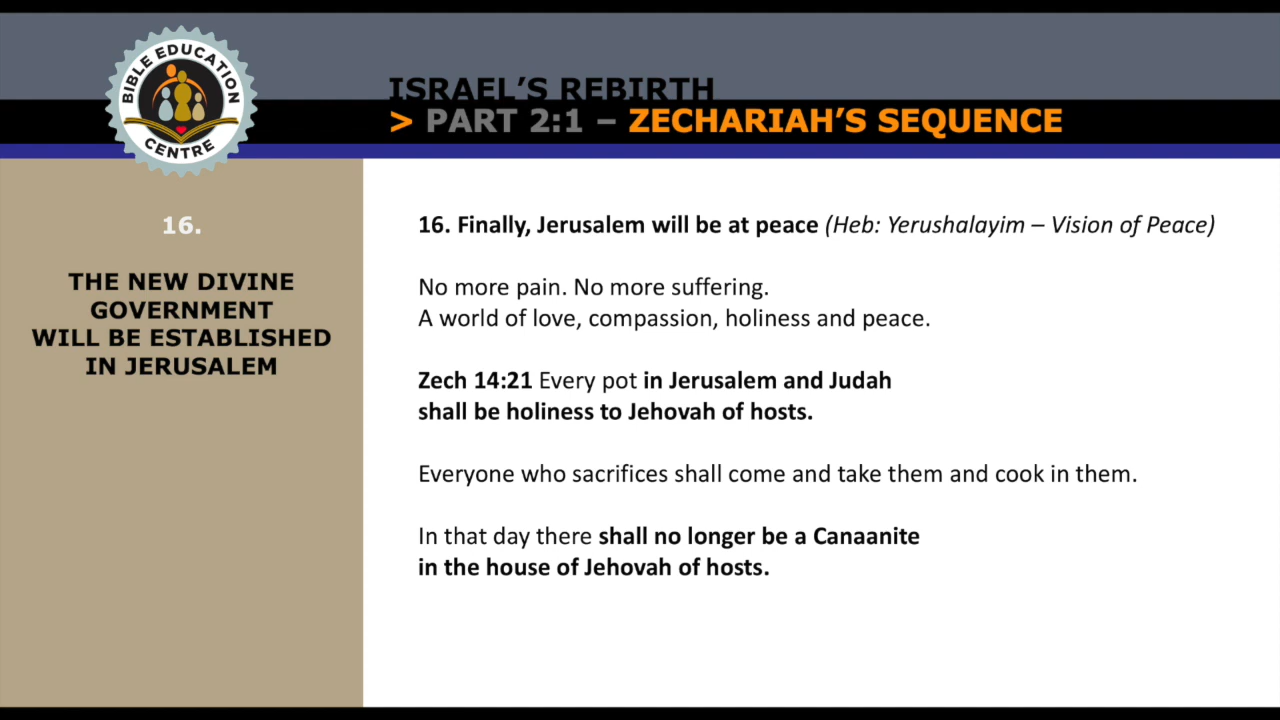 BIBLE EDUCATION
CENTRE
ISRAEL'S REBIRTH
> PART 2:1 – ZECHARIAH'S SEQUENCE
16.
THE NEW DIVINE
GOVERNMENT
WILL BE ESTABLISHED
IN JERUSALEM
16. Finally, Jerusalem will be at peace (Heb: Yerushalayim – Vision of Peace)
No more pain. No more suffering.
A world of love, compassion, holiness and peace.
Zech 14:21 Every pot in Jerusalem and Judah
shall be holiness to Jehovah of hosts.
Everyone who sacrifices shall come and take them and cook in them.
In that day there shall no longer be a Canaanite
in the house of Jehovah of hosts.